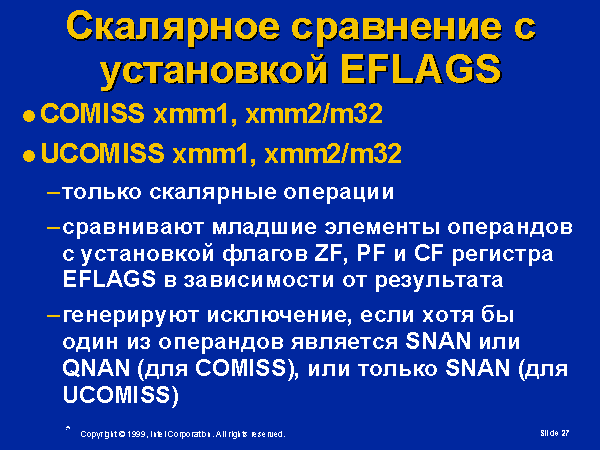 Скалярное сравнение с
установкой EFLAGS
● COMISS xmm1, xmm2/m32
● UCOMISS xmm1, xmm2/m32
–только скалярные операции
–сравнивают младшие элементы операндов
с установкой флагов ZF, PF и CF регистра
EFLAGS в зависимости от результата
–генерируют исключение, если хотя бы
один из операндов является SNAN или
QNAN (для COMISS), или только SNAN (для
UCOMISS)
* Copyright © 1999, Intel Corporation. All rights reserved.
Slide 27